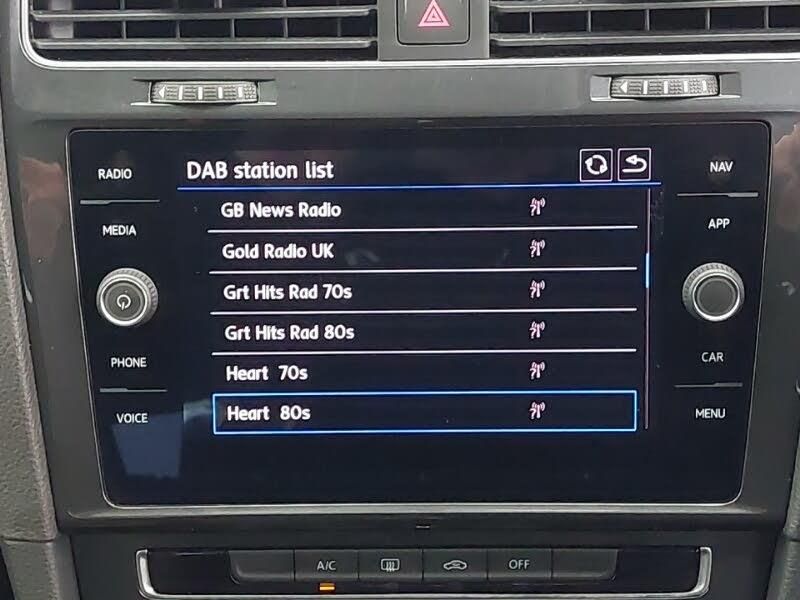 RADIO
DAB station list
NAV
MEDIA
GB News Radio
APP
Gold Radio UK
Grt Hits Rad 70s
Grt Hits Rad 80s
PHONE
Heart 70s
CAR
VOICE
Heart 80s
MENU
A/C
OFF